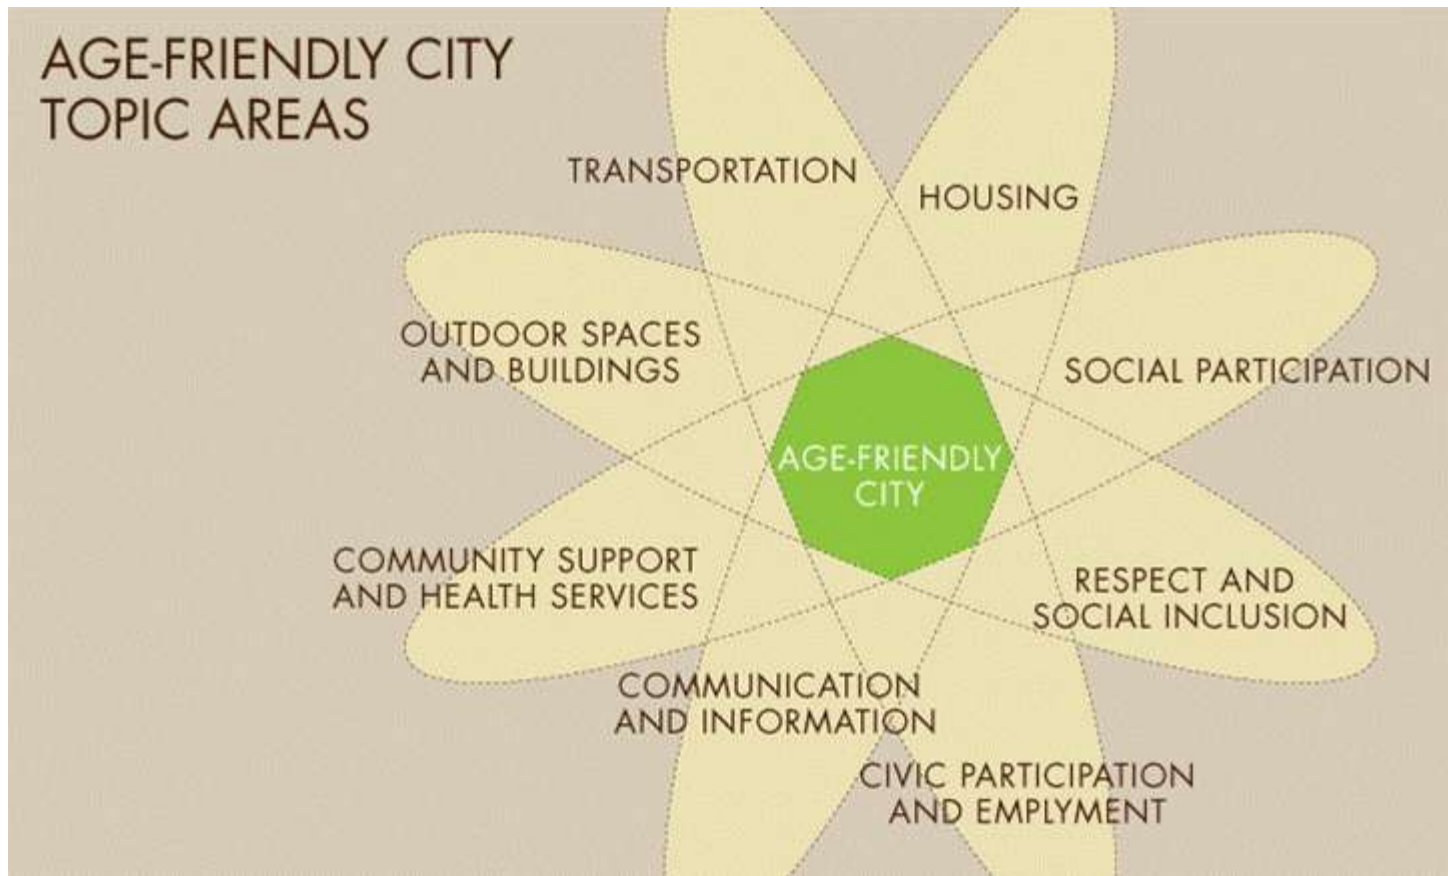 AGE-FRIENDLY CITY
TOPIC AREAS
TRANSPORTATION
HOUSING
OUTDOOR SPACES
AND BUILDINGS
SOCIAL PARTICIPATION
AGE-FRIENDLY
CITY
COMMUNITY SUPPORT
AND HEALTH SERVICES
RESPECT AND
SOCIAL INCLUSION
COMMUNICATION
AND INFORMATION
CIVIC PARTICIPATION
AND EMPLYMENT